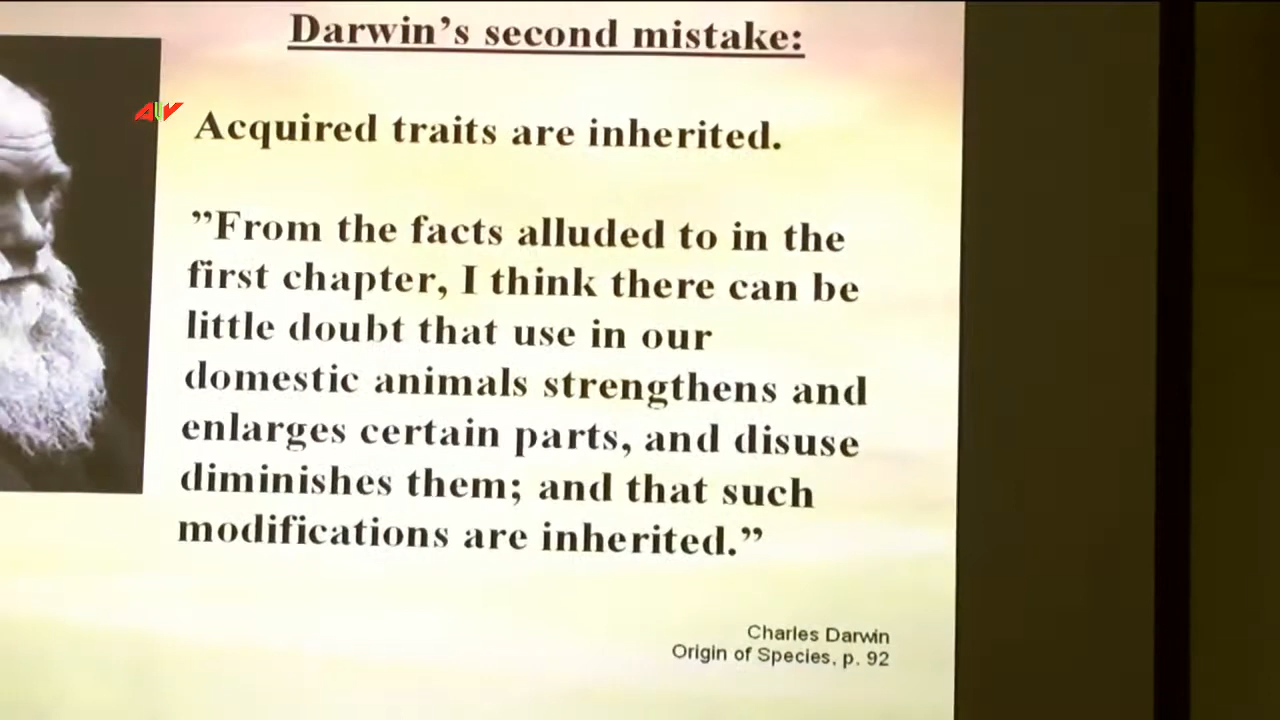 Darwin's second mistake:
Acquired traits are inherited.
”From the facts alluded to in the
first chapter, I think there can be
little doubt that use in our
domestic animals strengthens and
enlarges certain parts, and disuse
diminishes them; and that such
modifications are inherited.”
Charles Darwin
Origin of Species, p. 92